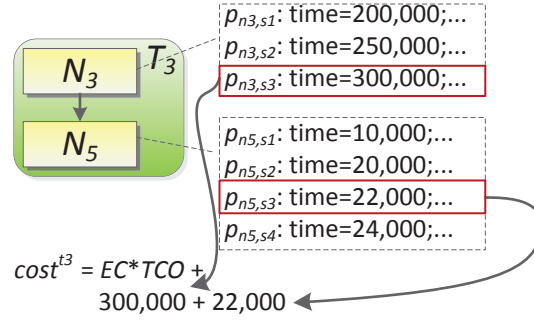 N3
T3
N5
pn3,s1: time=200,000;...
pn3,s2: time=250,000;...
pn3,s3: time=300,000;...
pn5,s1: time=10,000;...
pn5,s2: time=20,000;...
pn5,s3: time=22,000;...
pn5,s4: time=24,000;...
cost^t3 = EC*TCO +
300,000 + 22,000